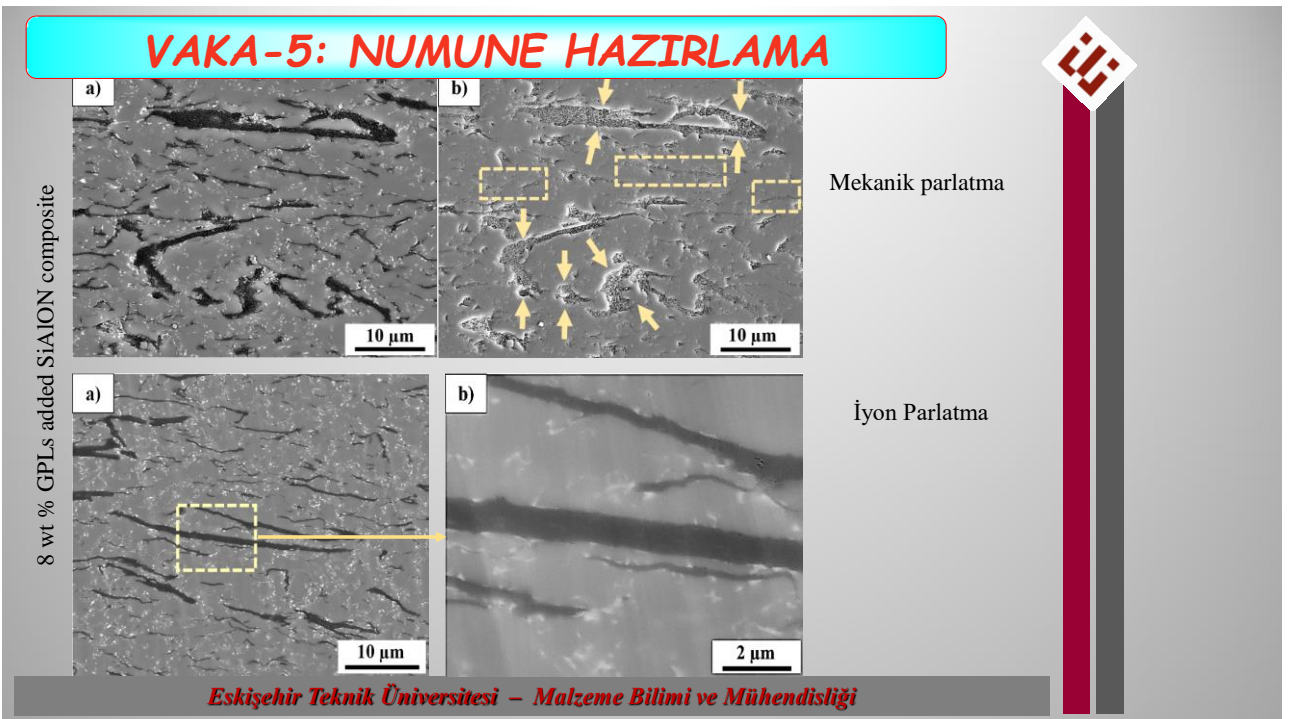 VAKA-5: NUMUNE HAZIRLAMA
a)
b)
10 µm
10 µm
Mekanik parlatma
8 wt % GPLs added SiAlON composite
a)
b)
10 µm
2 µm
İyon Parlatma
Eskişehir Teknik Üniversitesi – Malzeme Bilimi ve Mühendisliği